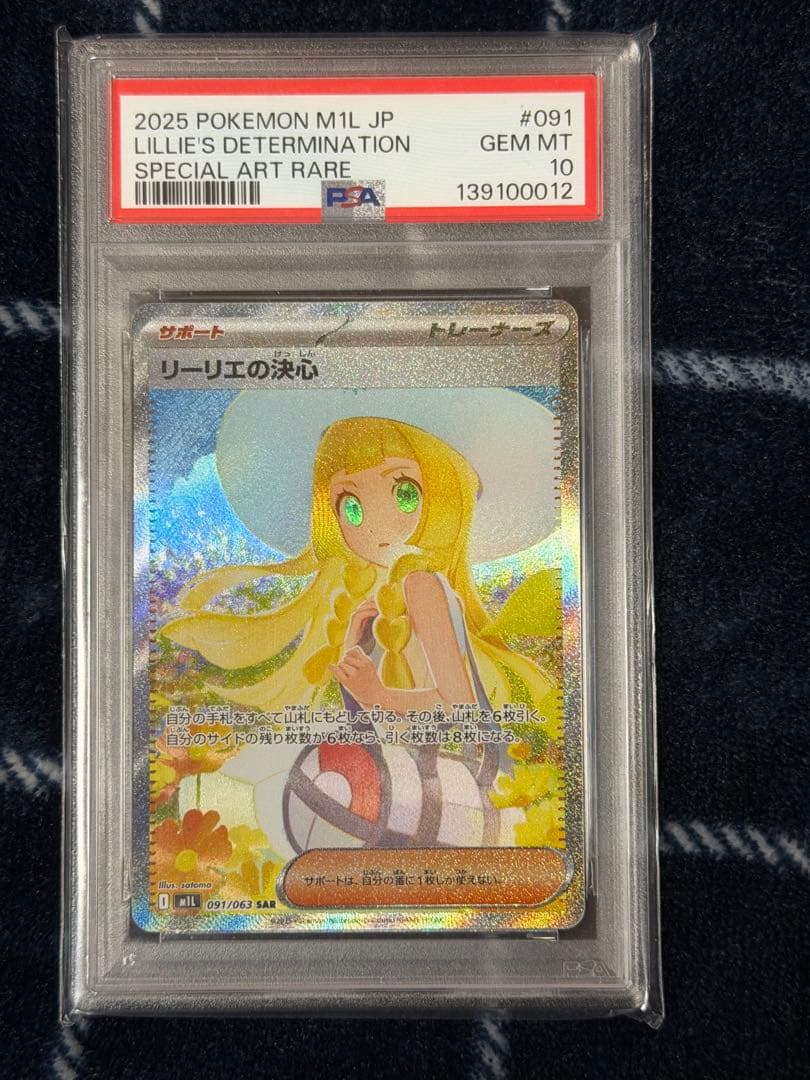 2025 POKEMON M1L JP #091
LILLIE'S DETERMINATION GEM MT
SPECIAL ART RARE 10
PSA 139100012
サポート トレーナーズ
けっしん
リーリエの決心
自分の手札をすべて山札にもどして切る。その後、山札を6枚引く。
自分のサイドの残り枚数が6枚なら、引く枚数は8枚になる。
サポートは、自分の番に1枚しか使えない。
Illus. satoma
I M1L 091/063 SAR
PSA